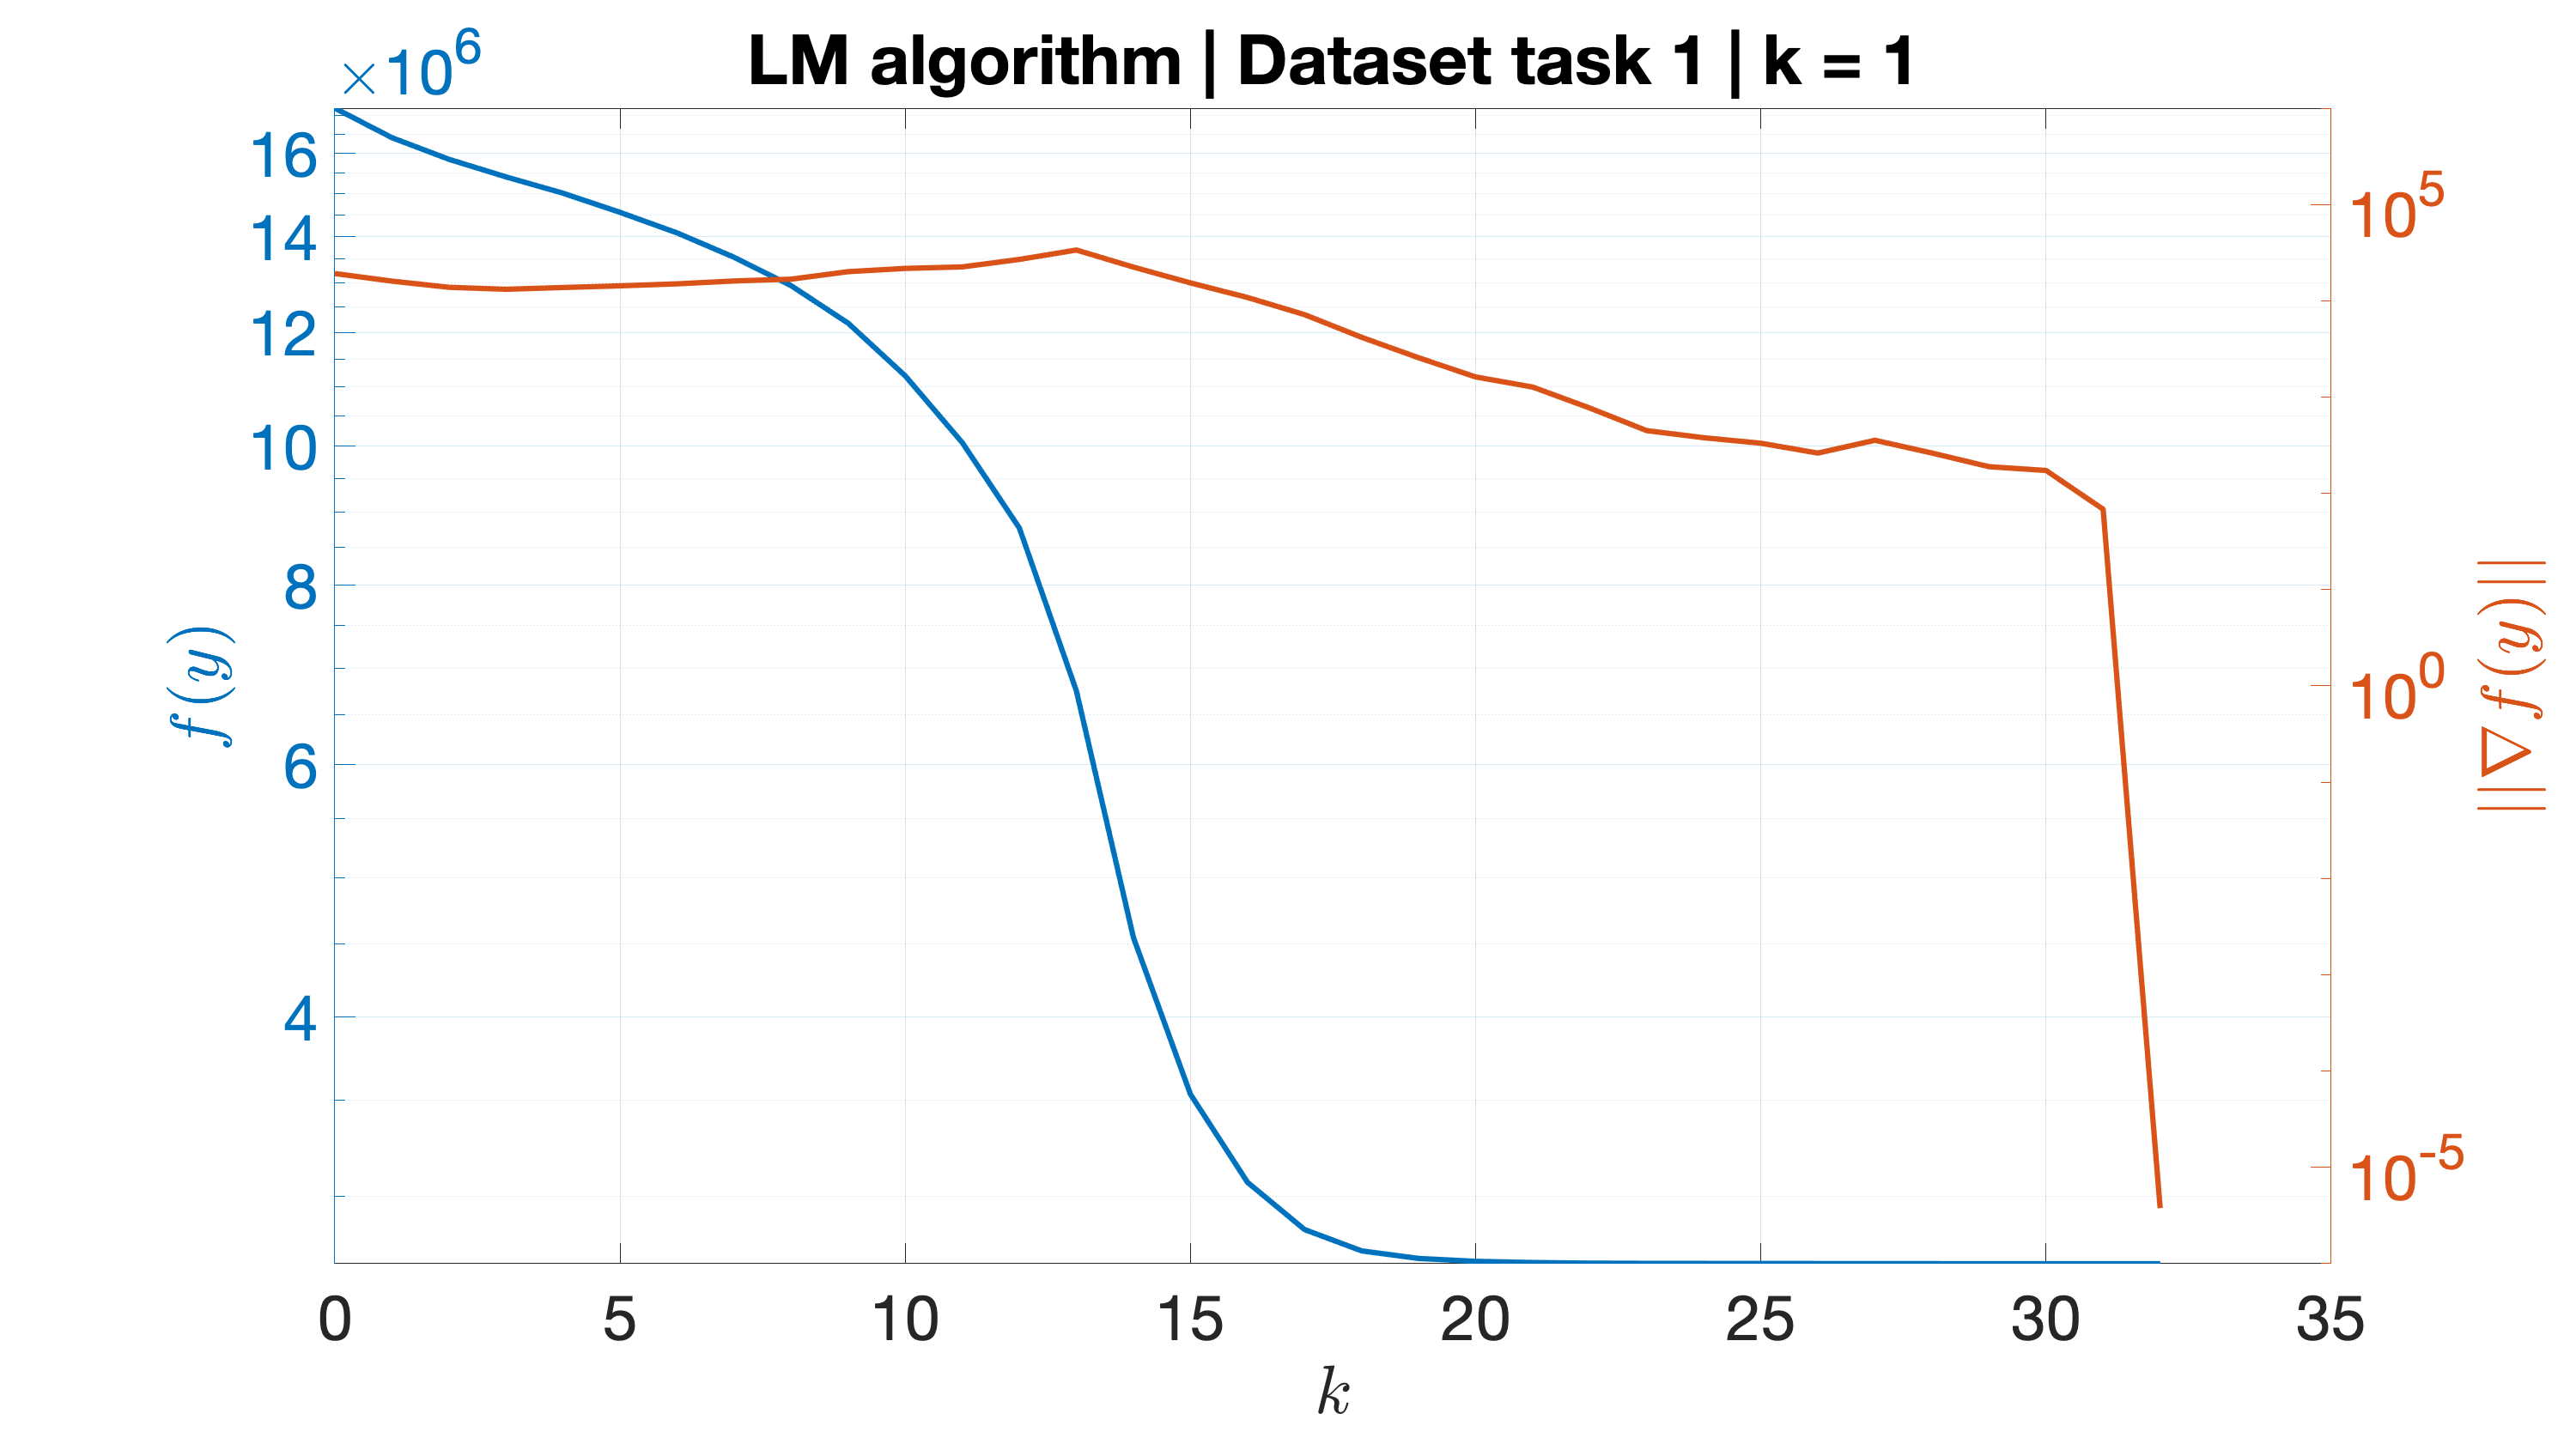 ×10^6
LM algorithm | Dataset task 1 | k = 1
16
14
12
10
8
6
4
f(y)
10^5
10^0
10^-5
||∇f(y)||
0 5 10 15 20 25 30 35
k